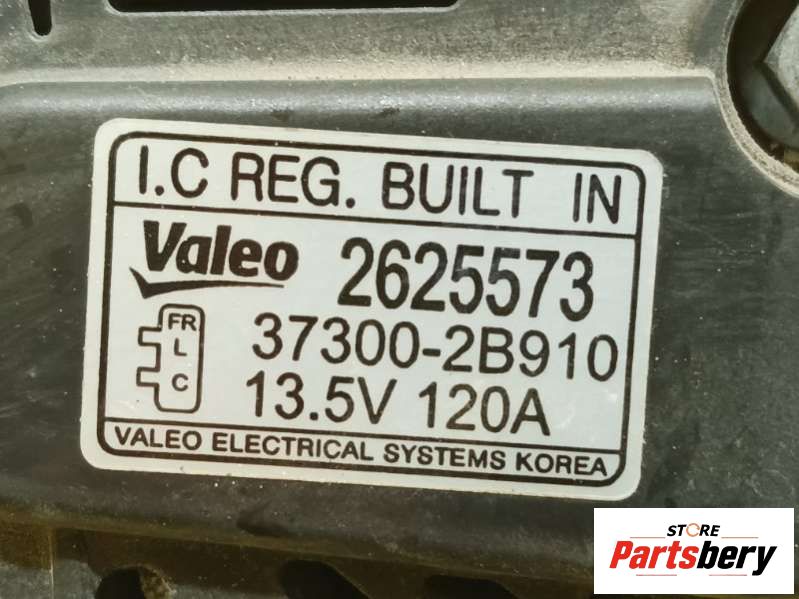 I.C REG. BUILT IN
Valeo 2625573
FR
L
C
37300-2B910
13.5V 120A
VALEO ELECTRICAL SYSTEMS KOREA
STORE
Partsbery